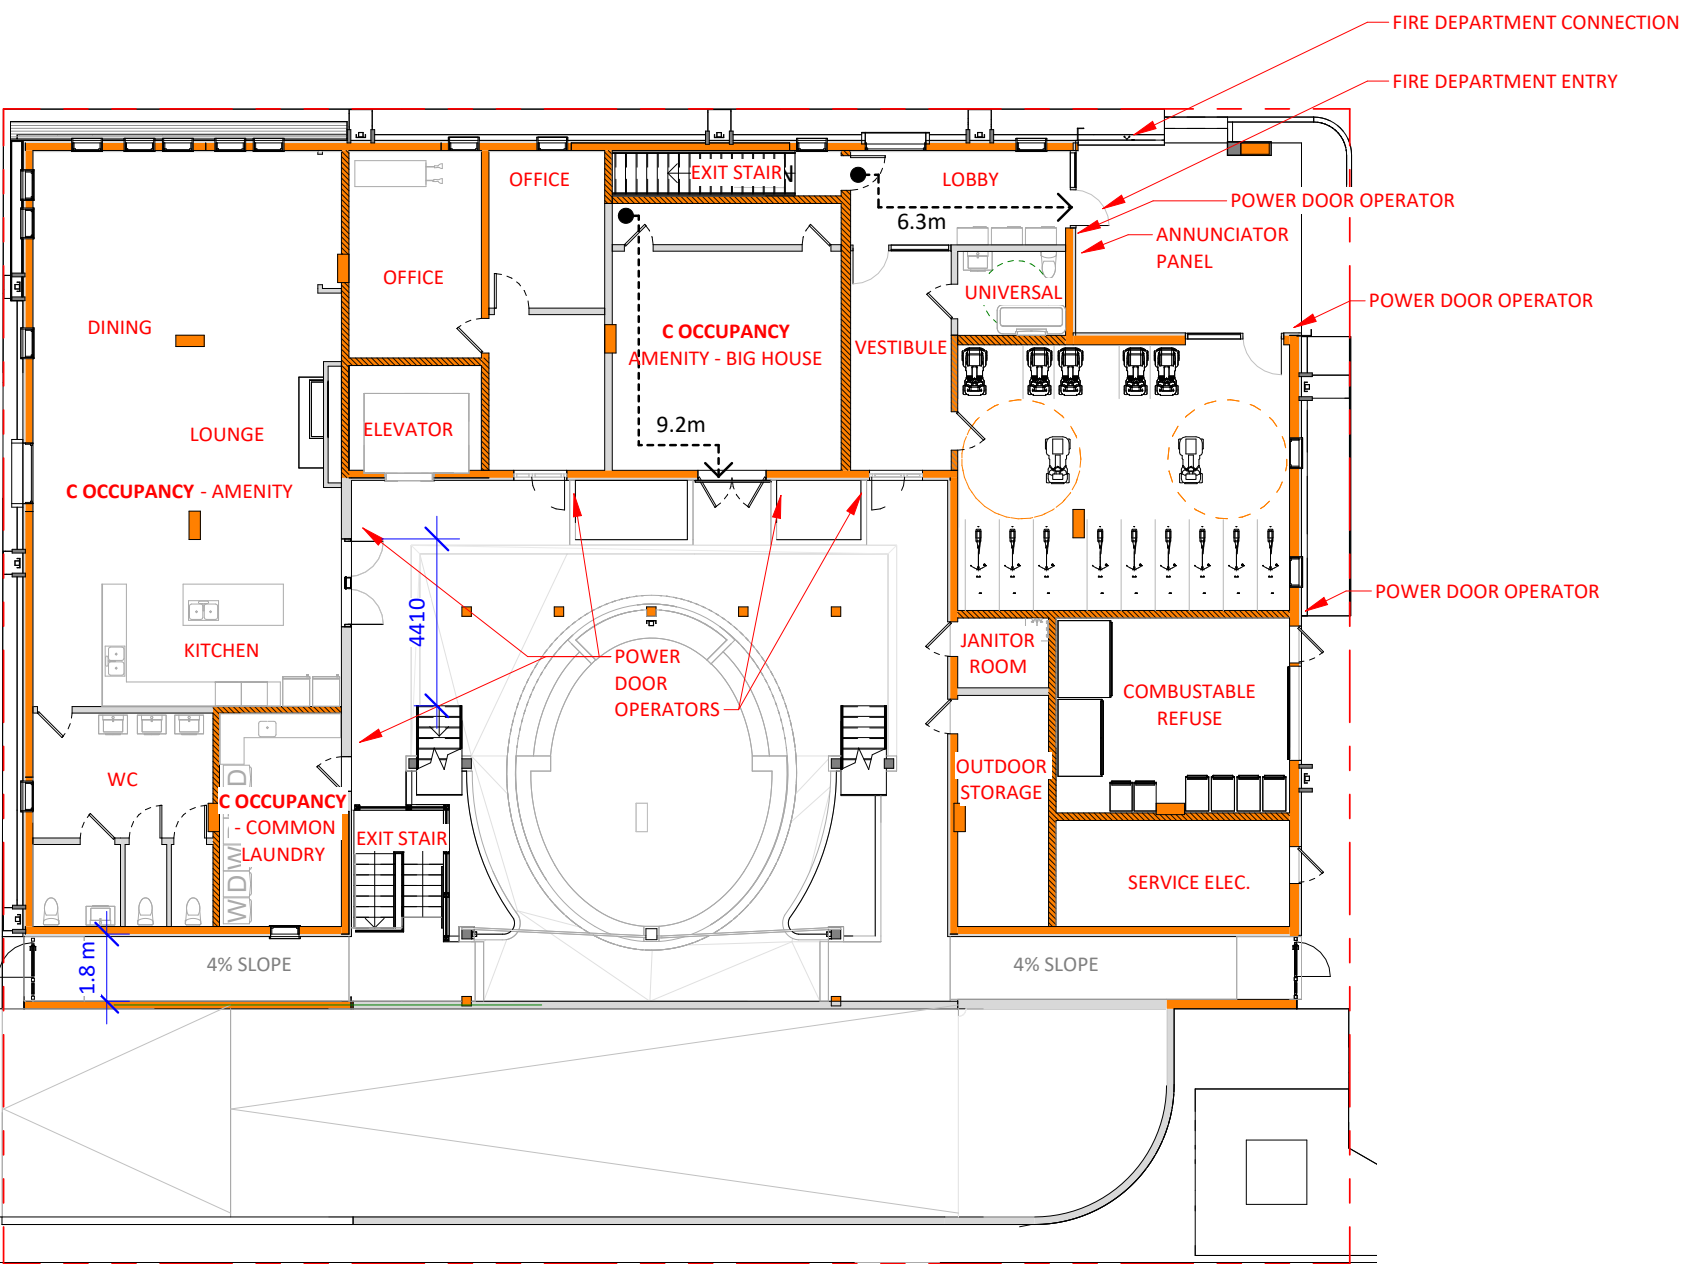 FIRE DEPARTMENT CONNECTION
FIRE DEPARTMENT ENTRY
EXIT STAIR
OFFICE
LOBBY
POWER DOOR OPERATOR
6.3m
ANNUNCIATOR
PANEL
OFFICE
UNIVERSAL
POWER DOOR OPERATOR
DINING
C OCCUPANCY
AMENITY - BIG HOUSE
VESTIBULE
ELEVATOR
9.2m
LOUNGE
C OCCUPANCY - AMENITY
POWER DOOR OPERATOR
4410
KITCHEN
POWER
DOOR
OPERATORS
JANITOR
ROOM
COMBUSTABLE
REFUSE
WC
OUTDOOR
STORAGE
C OCCUPANCY
- COMMON
LAUNDRY
D
W
D
W
EXIT STAIR
SERVICE ELEC.
1.8 m
4% SLOPE
4% SLOPE